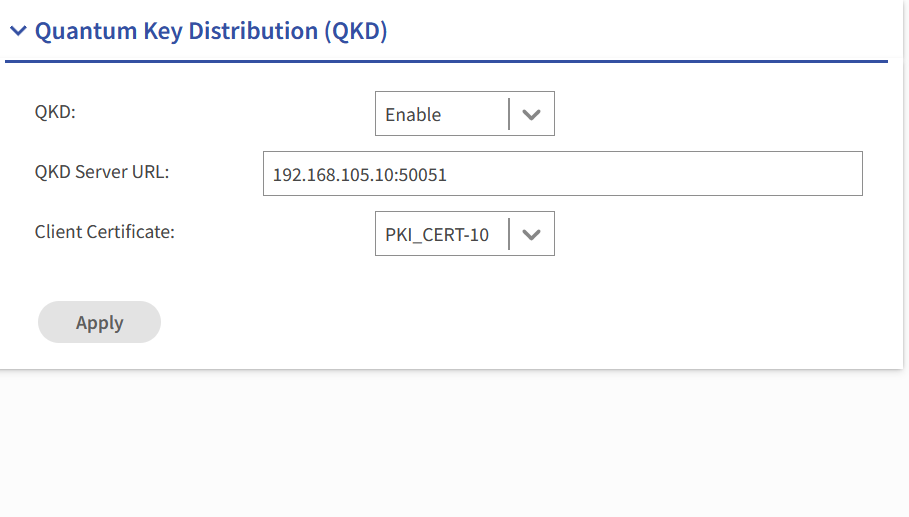 Quantum Key Distribution (QKD)
QKD: Enable
QKD Server URL: 192.168.105.10:50051
Client Certificate: PKI_CERT-10
Apply